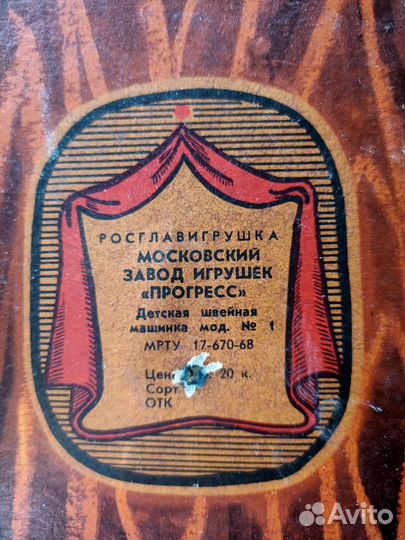 РОСГЛАВИГРУШКА
МОСКОВСКИЙ
ЗАВОД ИГРУШЕК
«ПРОГРЕСС»
Детская швейная
машинка мод. № 1
МРТУ 17-670-68
20 к.
Сорт
ОТК
Avito